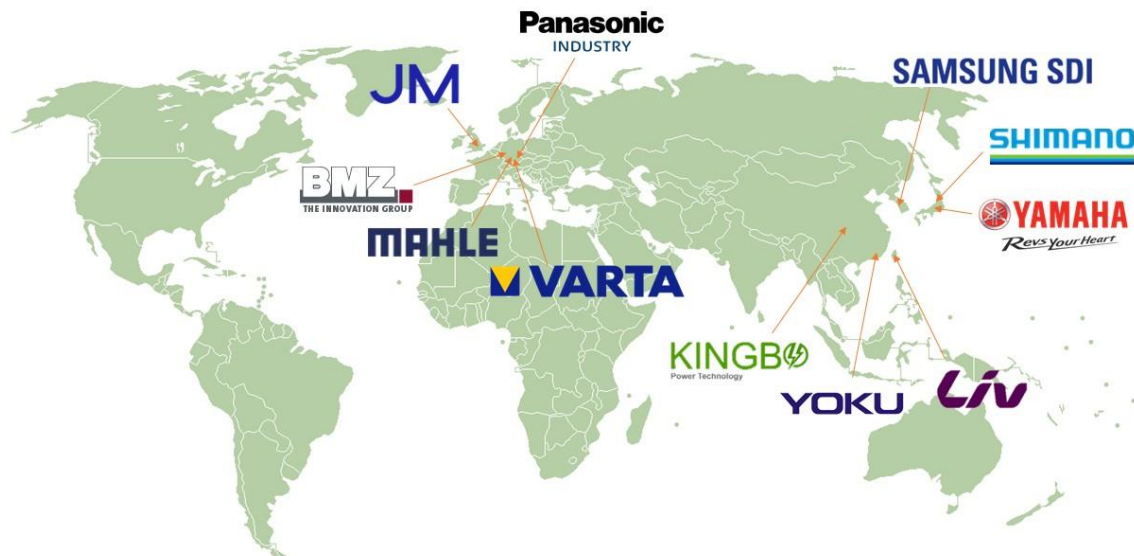 Panasonic
INDUSTRY
JM
SAMSUNG SDI
SHIMANO
BMZ
THE INNOVATION GROUP
YAMAHA
Revs Your Heart
MAHLE
VARTA
KINGBO
Power Technology
YOKU
Liv